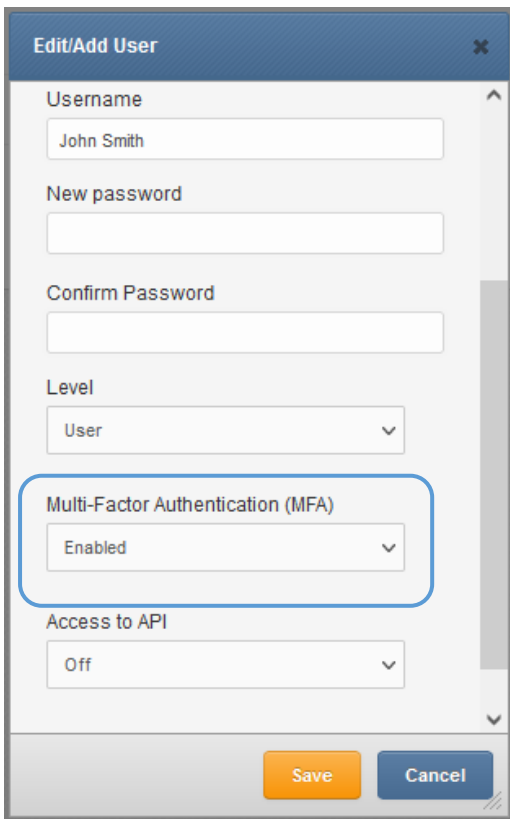 Edit/Add User
Username
John Smith
New password
Confirm Password
Level
User
Multi-Factor Authentication (MFA)
Enabled
Access to API
Off
Save
Cancel